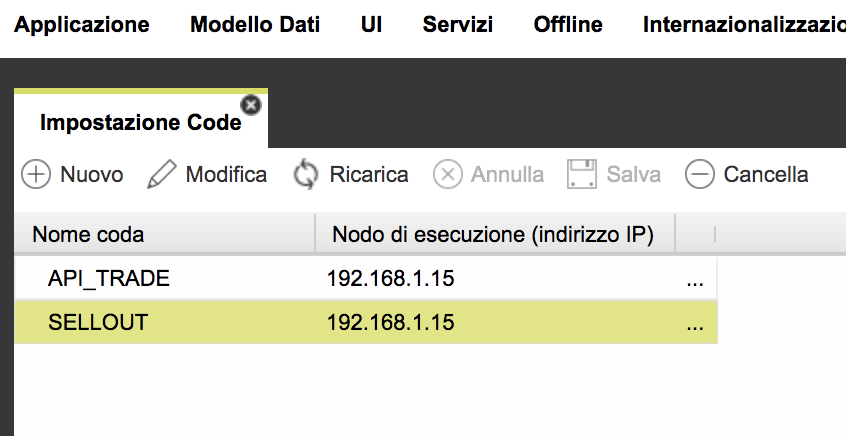 Applicazione Modello Dati UI Servizi Offline Internazionalizzazio
Impostazione Code
Nuovo Modifica Ricarica Annulla Salva Cancella
Nome coda Nodo di esecuzione (indirizzo IP)
API_TRADE 192.168.1.15 ...
SELLOUT 192.168.1.15 ...